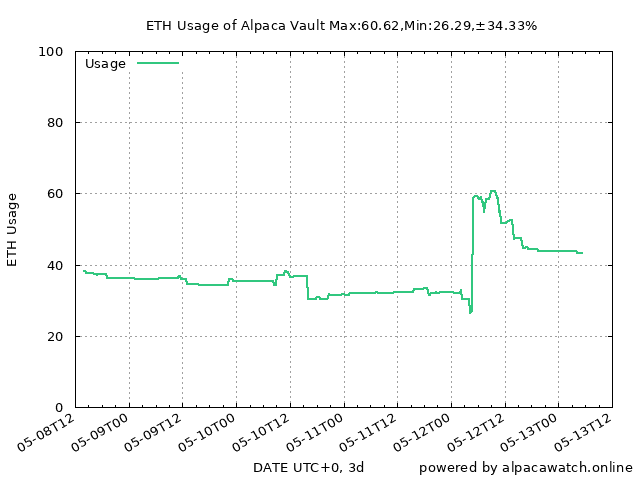 ETH Usage of Alpaca Vault Max:60.62,Min:26.29,±34.33%
Usage
ETH Usage
100
80
60
40
20
0
05-08T12
05-09T00
05-09T12
05-10T00
05-10T12
05-11T00
05-11T12
05-12T00
05-12T12
05-13T00
05-13T12
DATE UTC+0, 3d
powered by alpacawatch.online